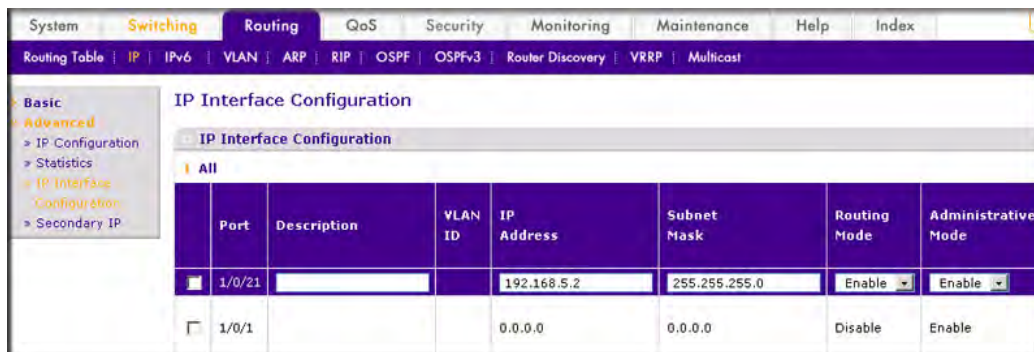 System Switching Routing QoS Security Monitoring Maintenance Help Index
Routing Table | IP | IPv6 | VLAN | ARP | RIP | OSPF | OSPFv3 | Router Discovery | VRRP | Multicast
Basic
Advanced
» IP Configuration
» Statistics
» IP Interface
Configuration
» Secondary IP
IP Interface Configuration
IP Interface Configuration
All
Port Description VLAN ID IP Address Subnet Mask Routing Mode Administrative Mode
1/0/21 192.168.5.2 255.255.255.0 Enable Enable
1/0/1 0.0.0.0 0.0.0.0 Disable Enable